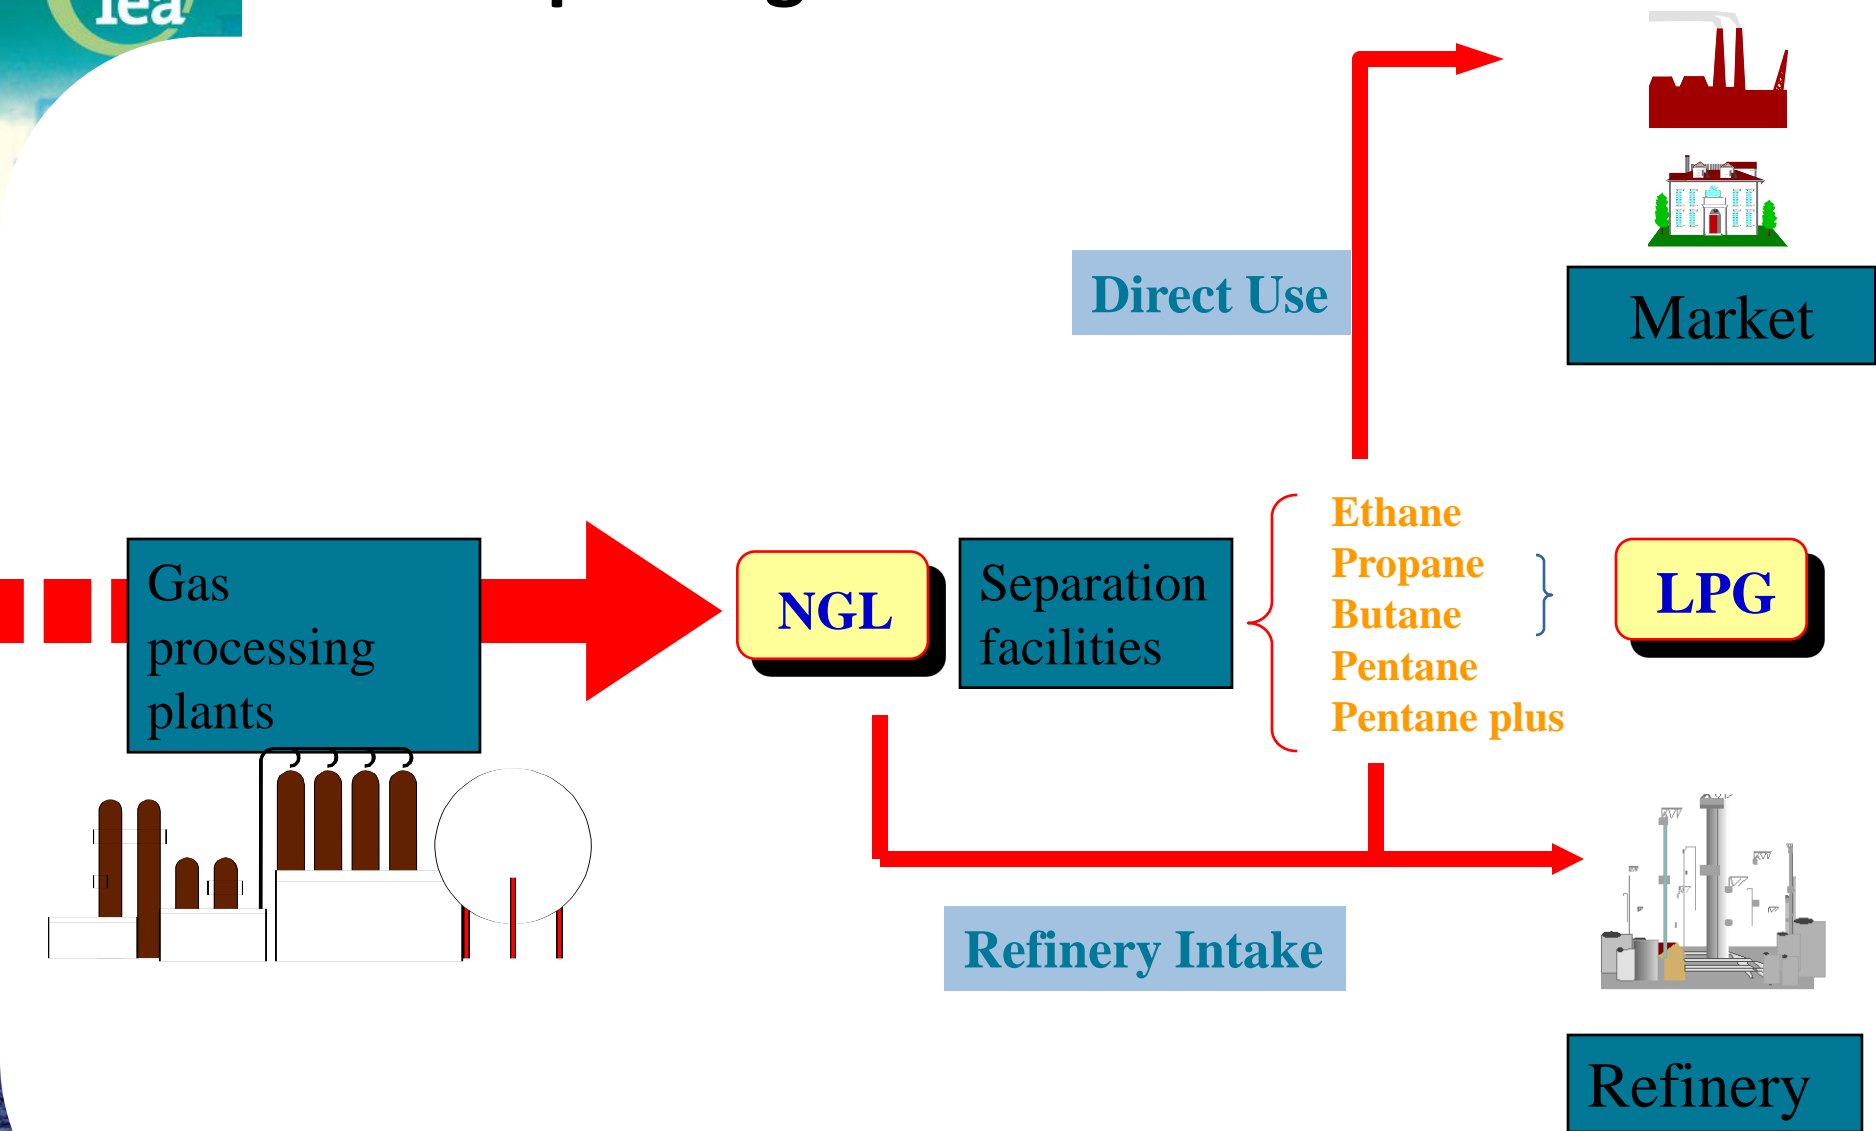 iea
Direct Use
Market
Ethane
Propane
Butane
Pentane
Pentane plus
Gas
processing
plants
NGL
Separation
facilities
LPG
Refinery Intake
Refinery